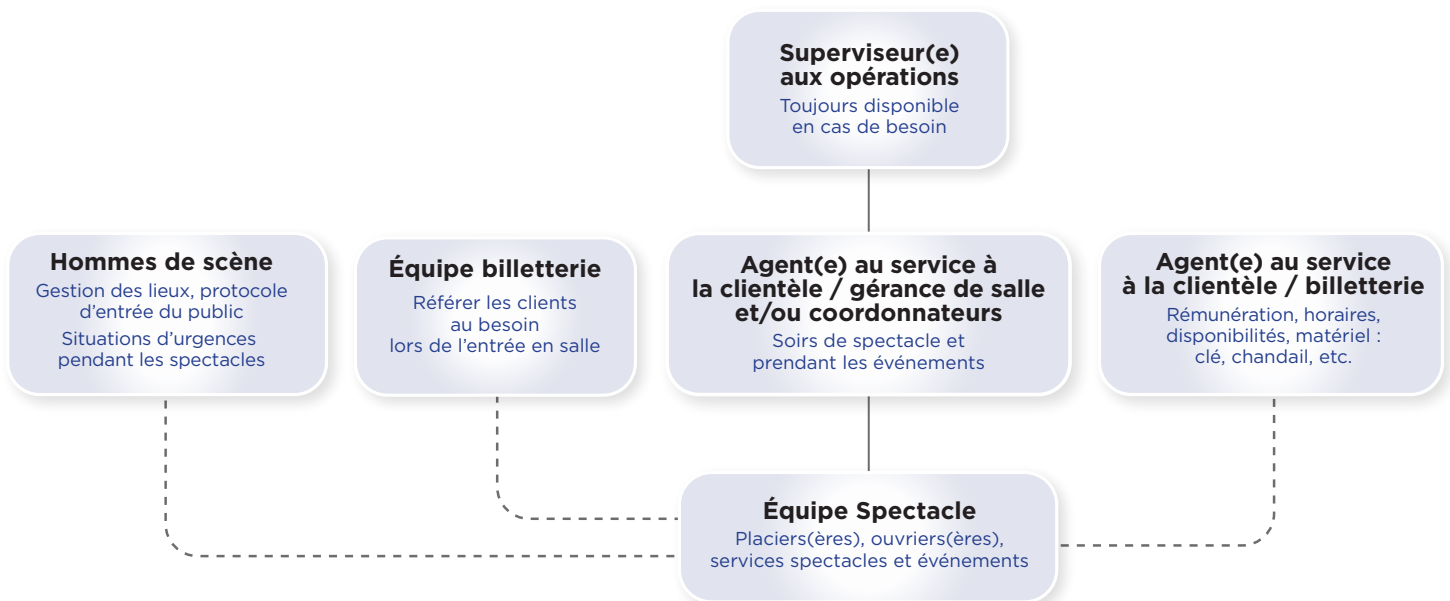 Superviseur(e)
aux opérations
Toujours disponible
en cas de besoin
Hommes de scène
Gestion des lieux, protocole
d'entrée du public
Situations d'urgences
pendant les spectacles
Équipe billetterie
Référer les clients
au besoin
lors de l'entrée en salle
Agent(e) au service à
la clientèle / gérance de salle
et/ou coordonnateurs
Soirs de spectacle et
prendant les événements
Agent(e) au service
à la clientèle / billetterie
Rémunération, horaires,
disponibilités, matériel :
clé, chandail, etc.
Équipe Spectacle
Placiers(ères), ouvriers(ères),
services spectacles et événements